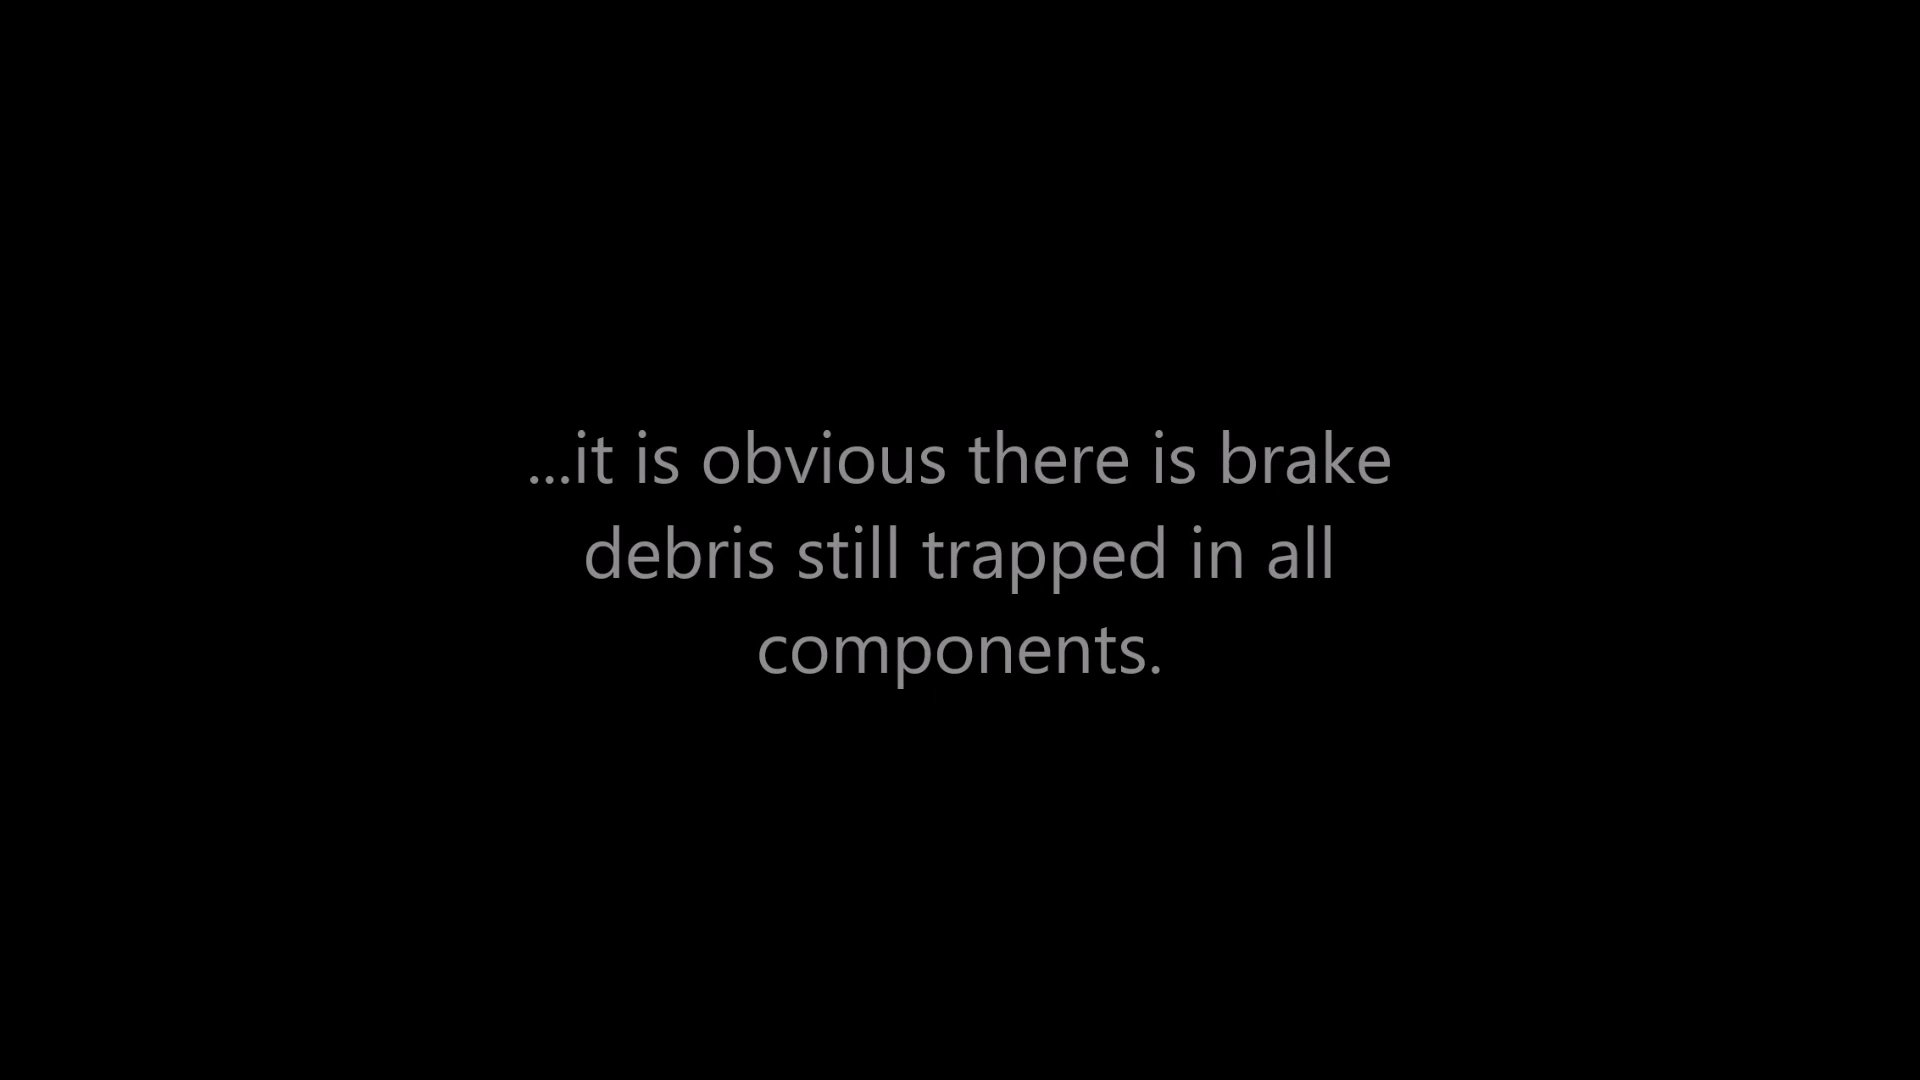 ...it is obvious there is brake
debris still trapped in all
components.